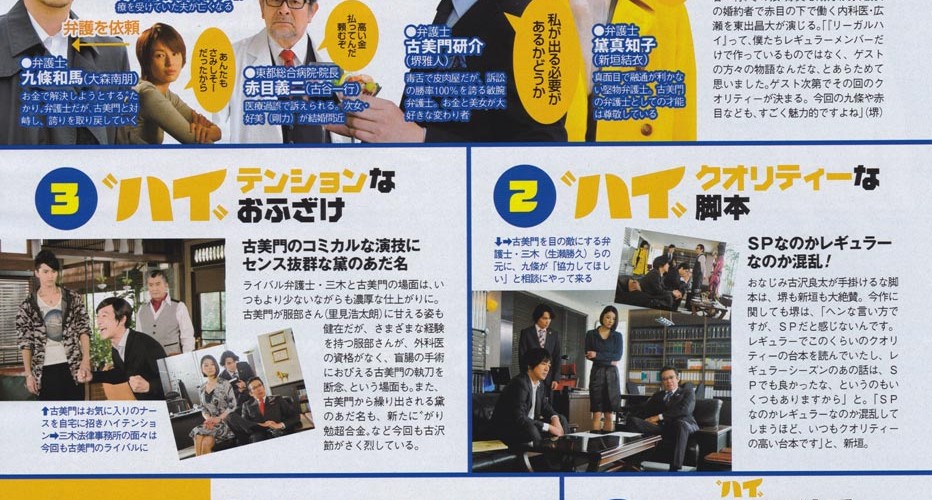 療を受けていた夫が亡くなる
弁護を依頼
●弁護士
九條和馬(大森南朋)
お金で解決しようとする
かり。弁護士だが、古美門と対
峙し、誇りを取り戻していく
あんたも
さみしそー
だったから
●東都総合病院・院長
赤目義二(古谷一行)
医療過誤で訴えられる。次女・
好美(剛力)が結婚間近
高い金
払ってんだ
頼むぞ
●弁護士
古美門研介
(堺雅人)
毒舌で皮肉屋だが、訴訟
の勝率100%を誇る敏腕
弁護士。お金と美女が大
好きな変わり者
私が出る必要が
あるかどうか
●弁護士
黛真知子
(新垣結衣)
真面目で融通が利かな
い堅物弁護士。古美門
の弁護士としての才能
は尊敬している
の婚約者で赤目の下で働く内科医・広
瀬を東出昌大が演じる。「『リーガルハ
イ』って、僕たちレギュラーメンバーだ
けで作っているものではなく、ゲスト
の方々の物語なんだな、とあらためて
思いました。ゲスト次第でその回のク
オリティーが決まる。今回の九條や赤
目なども、すごく魅力的ですよね」(堺)
3 〝ハイ〟テンションな
おふざけ
古美門のコミカルな演技に
センス抜群な黛のあだ名
ライバル弁護士・三木と古美門の場面は、い
つもより少ないながらも濃厚な仕上がりに。
古美門が服部さん(里見浩太朗)に甘える姿も
健在だが、さまざまな経験
を持つ服部さんが、外科医
の資格がなく、盲腸の手術
におびえる古美門の執刀を
断念、という場面も。また、
古美門から繰り出される黛
のあだ名も、新たに〝がり
勉超合金〟など今回も古沢
節がさく烈している。
⬆古美門はお気に入りのナー
スを自宅に招きハイテンショ
ン➡三木法律事務所の面々は
今回も古美門のライバルに
2 〝ハイ〟クオリティーな
脚本
⬇➡古美門を目の敵にする弁
護士・三木(生瀬勝久)らの
元に、九條が「協力してほし
い」と相談にやって来る
SPなのかレギュラー
なのか混乱!
おなじみ古沢良太が手掛ける脚
本は、堺も新垣も大絶賛。今作に
関しても堺は、「ヘンな言い方で
すが、SPだと感じないんです。
レギュラーでこのくらいのクオ
リティーの台本を読んでいたし、レ
ギュラーシーズンのあの話は、S
Pでも良かったな、というのもい
くつもありますから」と。「SP
なのかレギュラーなのか混乱して
しまうほど、いつもクオリティー
の高い台本です」と、新垣。
〝ハイ〟